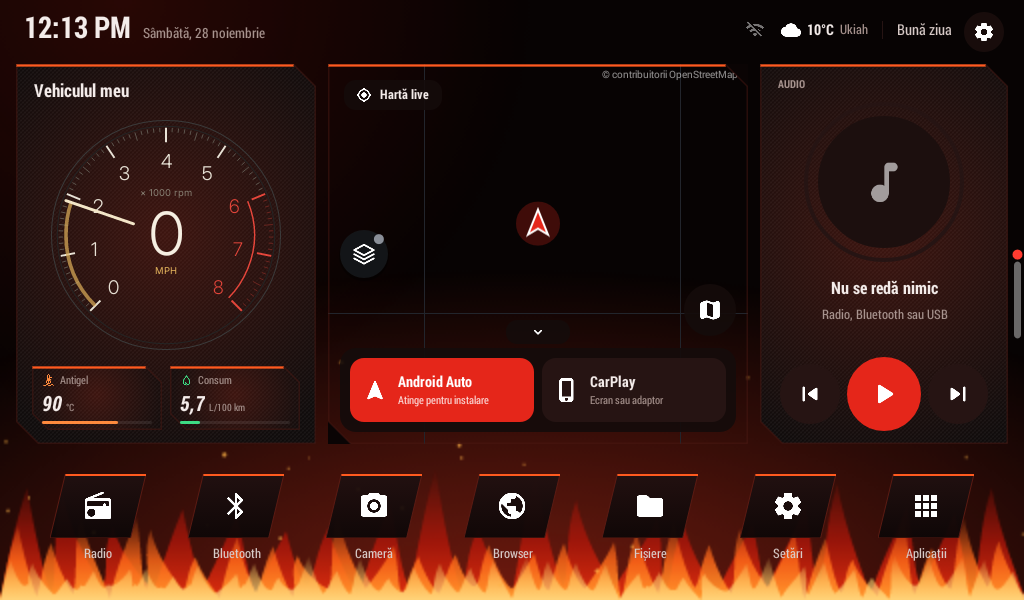 12:13 PM Sâmbătă, 28 noiembrie
10°C Ukiah
Bună ziua
Vehiculul meu
4
3
5
× 1000 rpm
2
6
0
1
7
MPH
0
8
Antigel
90 °C
Consum
5,7 L/100 km
© contribuitorii OpenStreetMap
Hartă live
Android Auto
Atinge pentru instalare
CarPlay
Ecran sau adaptor
AUDIO
Nu se redă nimic
Radio, Bluetooth sau USB
Radio
Bluetooth
Cameră
Browser
Fișiere
Setări
Aplicații